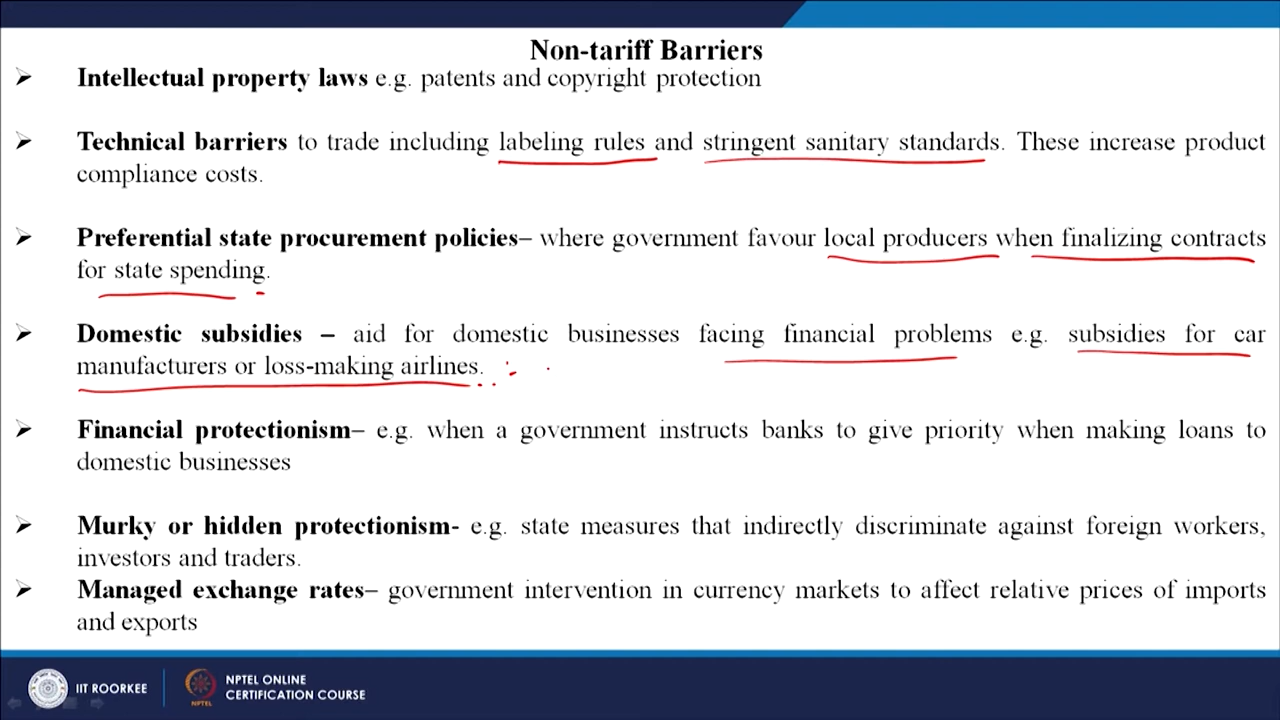 Non-tariff Barriers
➢ Intellectual property laws e.g. patents and copyright protection
➢ Technical barriers to trade including labeling rules and stringent sanitary standards. These increase product
compliance costs.
➢ Preferential state procurement policies– where government favour local producers when finalizing contracts
for state spending.
➢ Domestic subsidies – aid for domestic businesses facing financial problems e.g. subsidies for car
manufacturers or loss-making airlines.
➢ Financial protectionism– e.g. when a government instructs banks to give priority when making loans to
domestic businesses
➢ Murky or hidden protectionism- e.g. state measures that indirectly discriminate against foreign workers,
investors and traders.
➢ Managed exchange rates– government intervention in currency markets to affect relative prices of imports
and exports
IIT ROORKEE
NPTEL
NPTEL ONLINE
CERTIFICATION COURSE